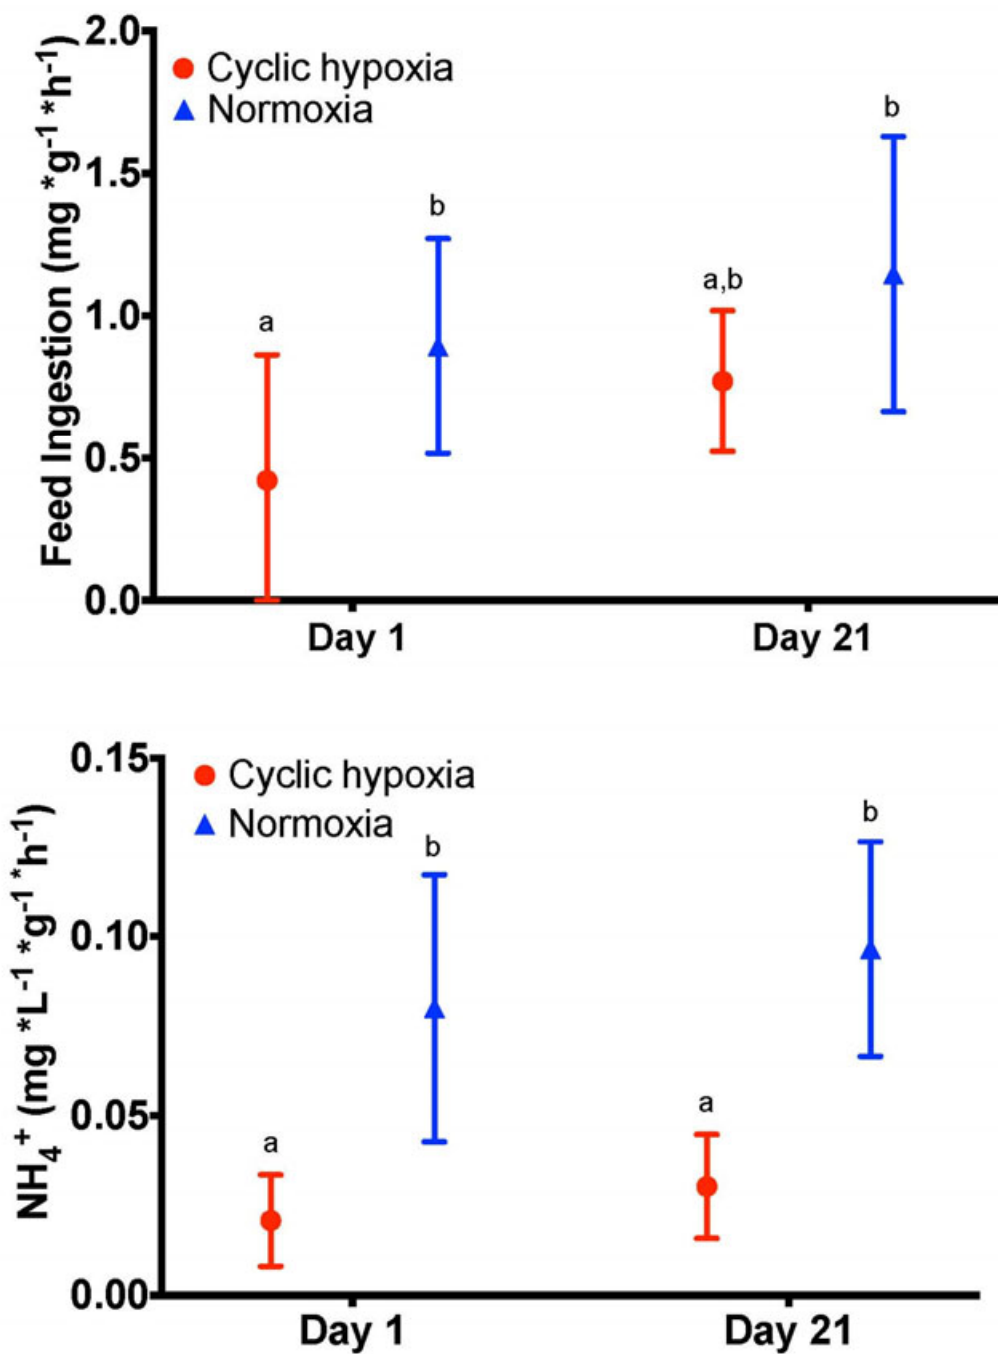 2.0
Cyclic hypoxia
Normoxia
b
b
1.5
a,b
a
1.0
0.5
0.0
Day 1
Day 21
Feed Ingestion (mg *g⁻¹ *h⁻¹)
0.15
Cyclic hypoxia
Normoxia
b
b
0.10
a
a
0.05
0.00
Day 1
Day 21
NH₄⁺ (mg *L⁻¹ *g⁻¹ *h⁻¹)